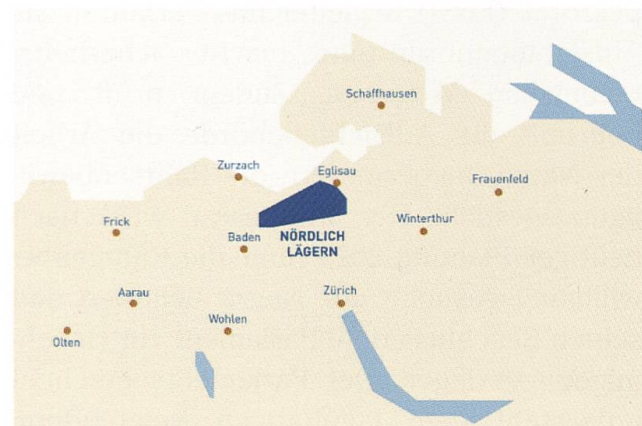 Schaffhausen
Zurzach
Eglisau
Frauenfeld
Frick
Baden
NÖRDLICH
LÄGERN
Winterthur
Aarau
Zürich
Wohlen
Olten